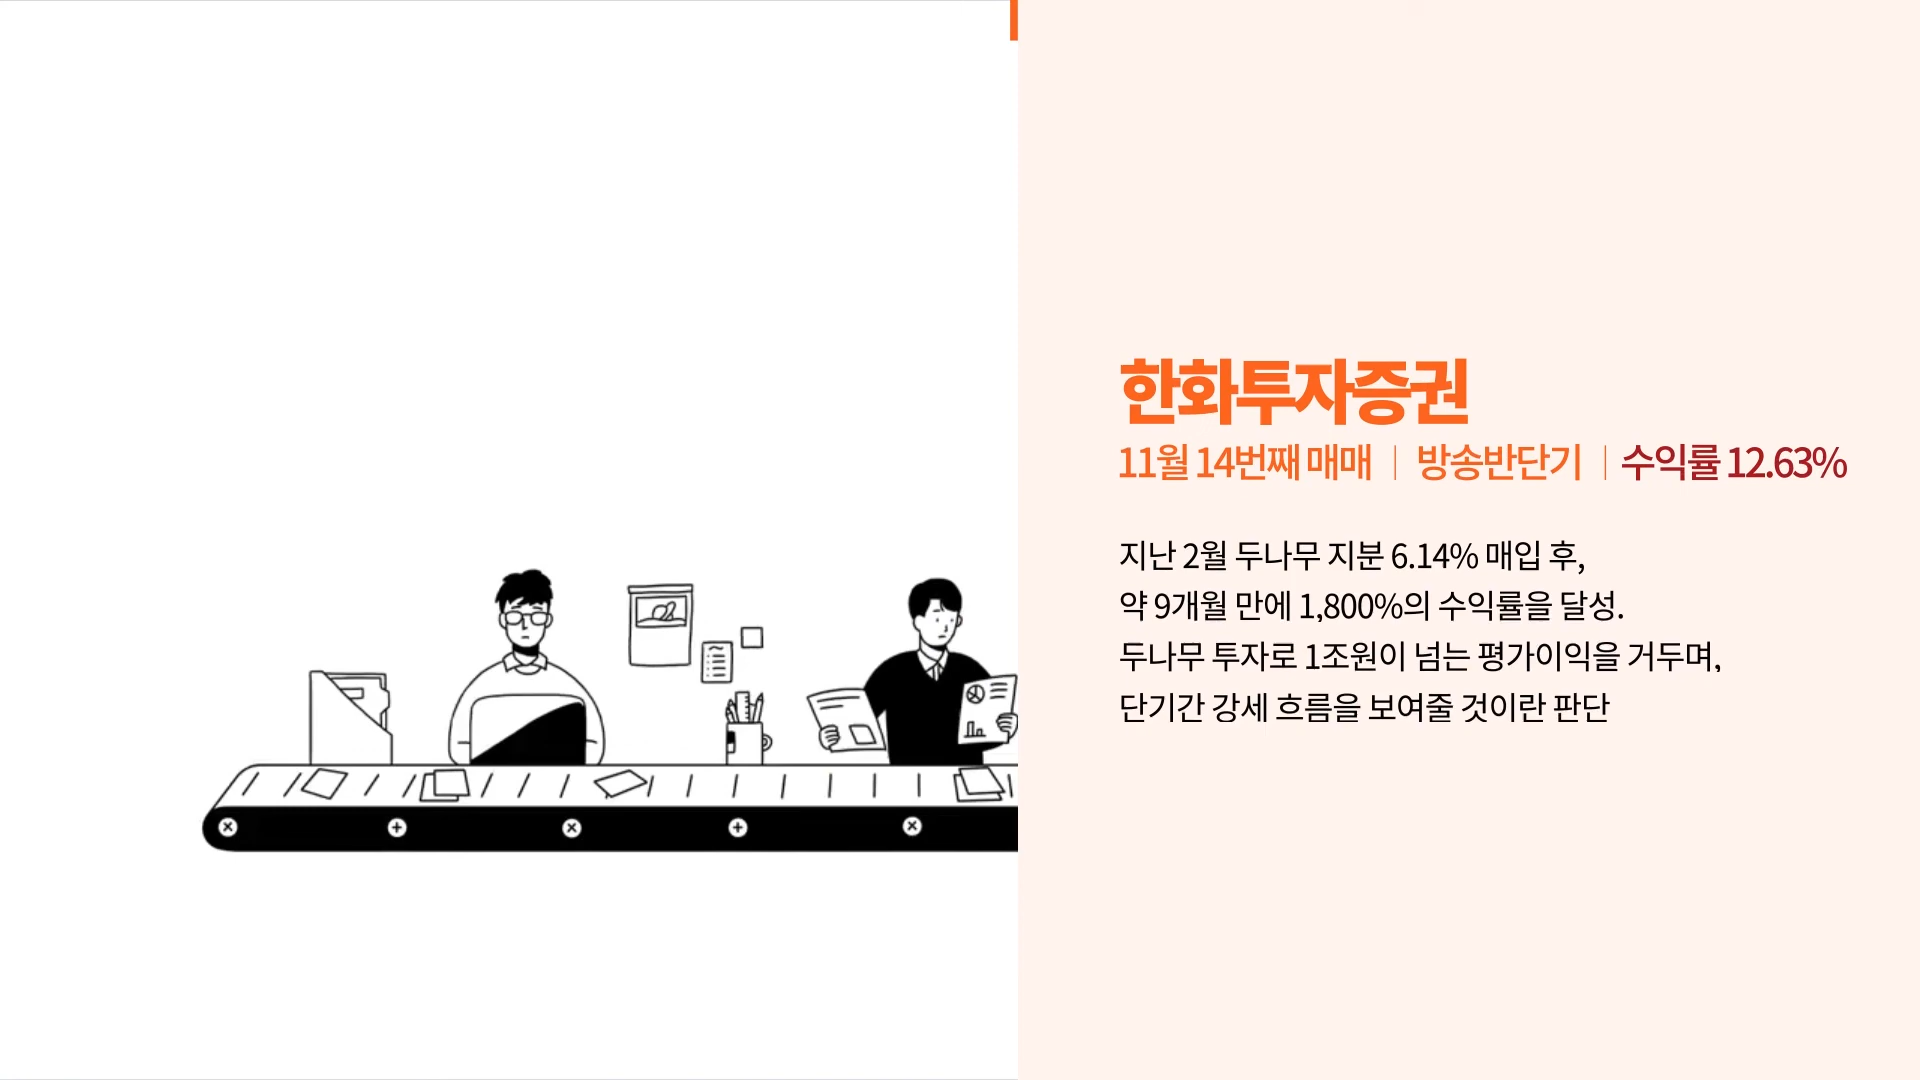 한화투자증권
11월 14번째 매매 | 방송반단기 | 수익률 12.63%
지난 2월 두나무 지분 6.14% 매입 후,
약 9개월 만에 1,800%의 수익률을 달성.
두나무 투자로 1조원이 넘는 평가이익을 거두며,
단기간 강세 흐름을 보여줄 것이란 판단